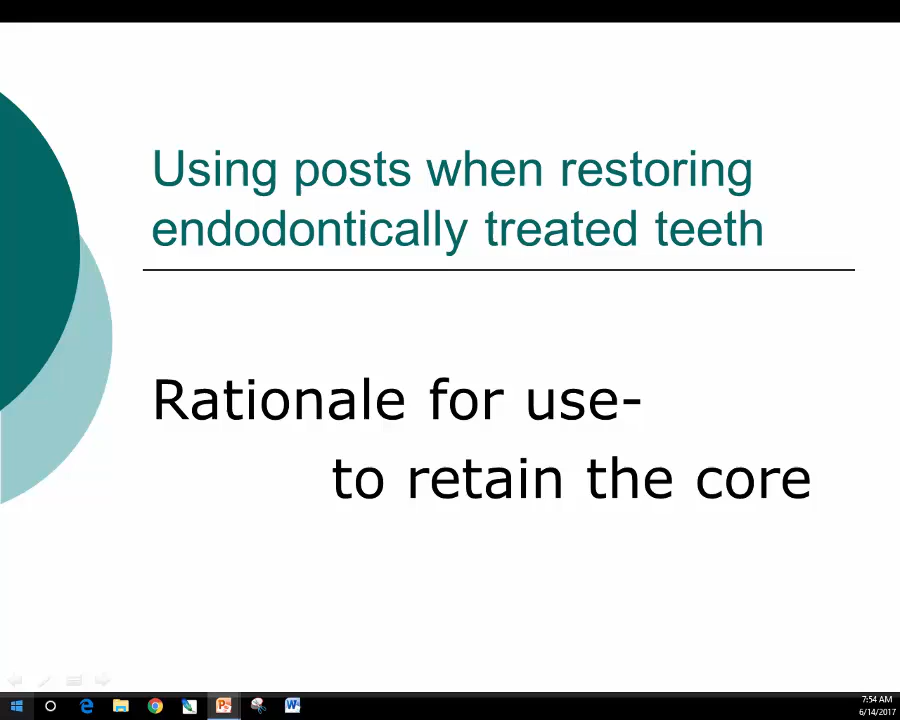 Using posts when restoring
endodontically treated teeth
Rationale for use-
to retain the core
7:54 AM
6/14/2017